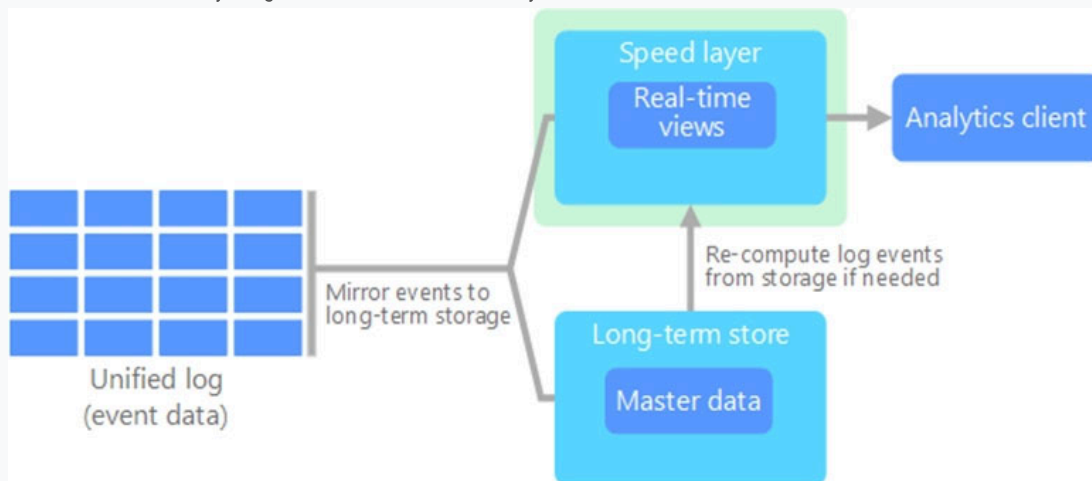 Speed layer
Real-time
views
Analytics client
Re-compute log events
from storage if needed
Mirror events to
long-term storage
Long-term store
Master data
Unified log
(event data)